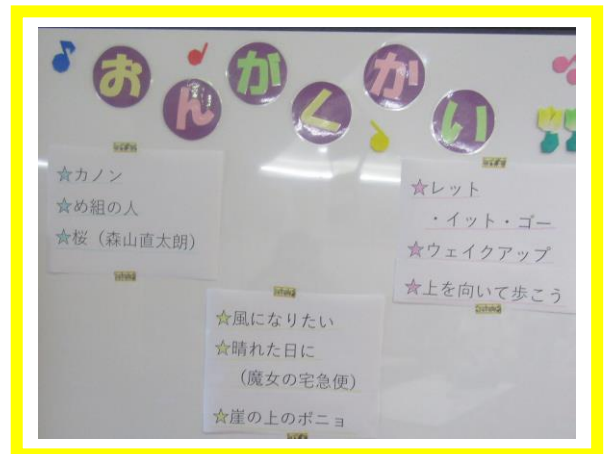 おんがくかい
☆カノン
☆め組の人
☆桜（森山直太朗）
☆風になりたい
☆晴れた日に
（魔女の宅急便）
☆崖の上のポニョ
☆レット
・イット・ゴー
☆ウェイクアップ
☆上を向いて歩こう